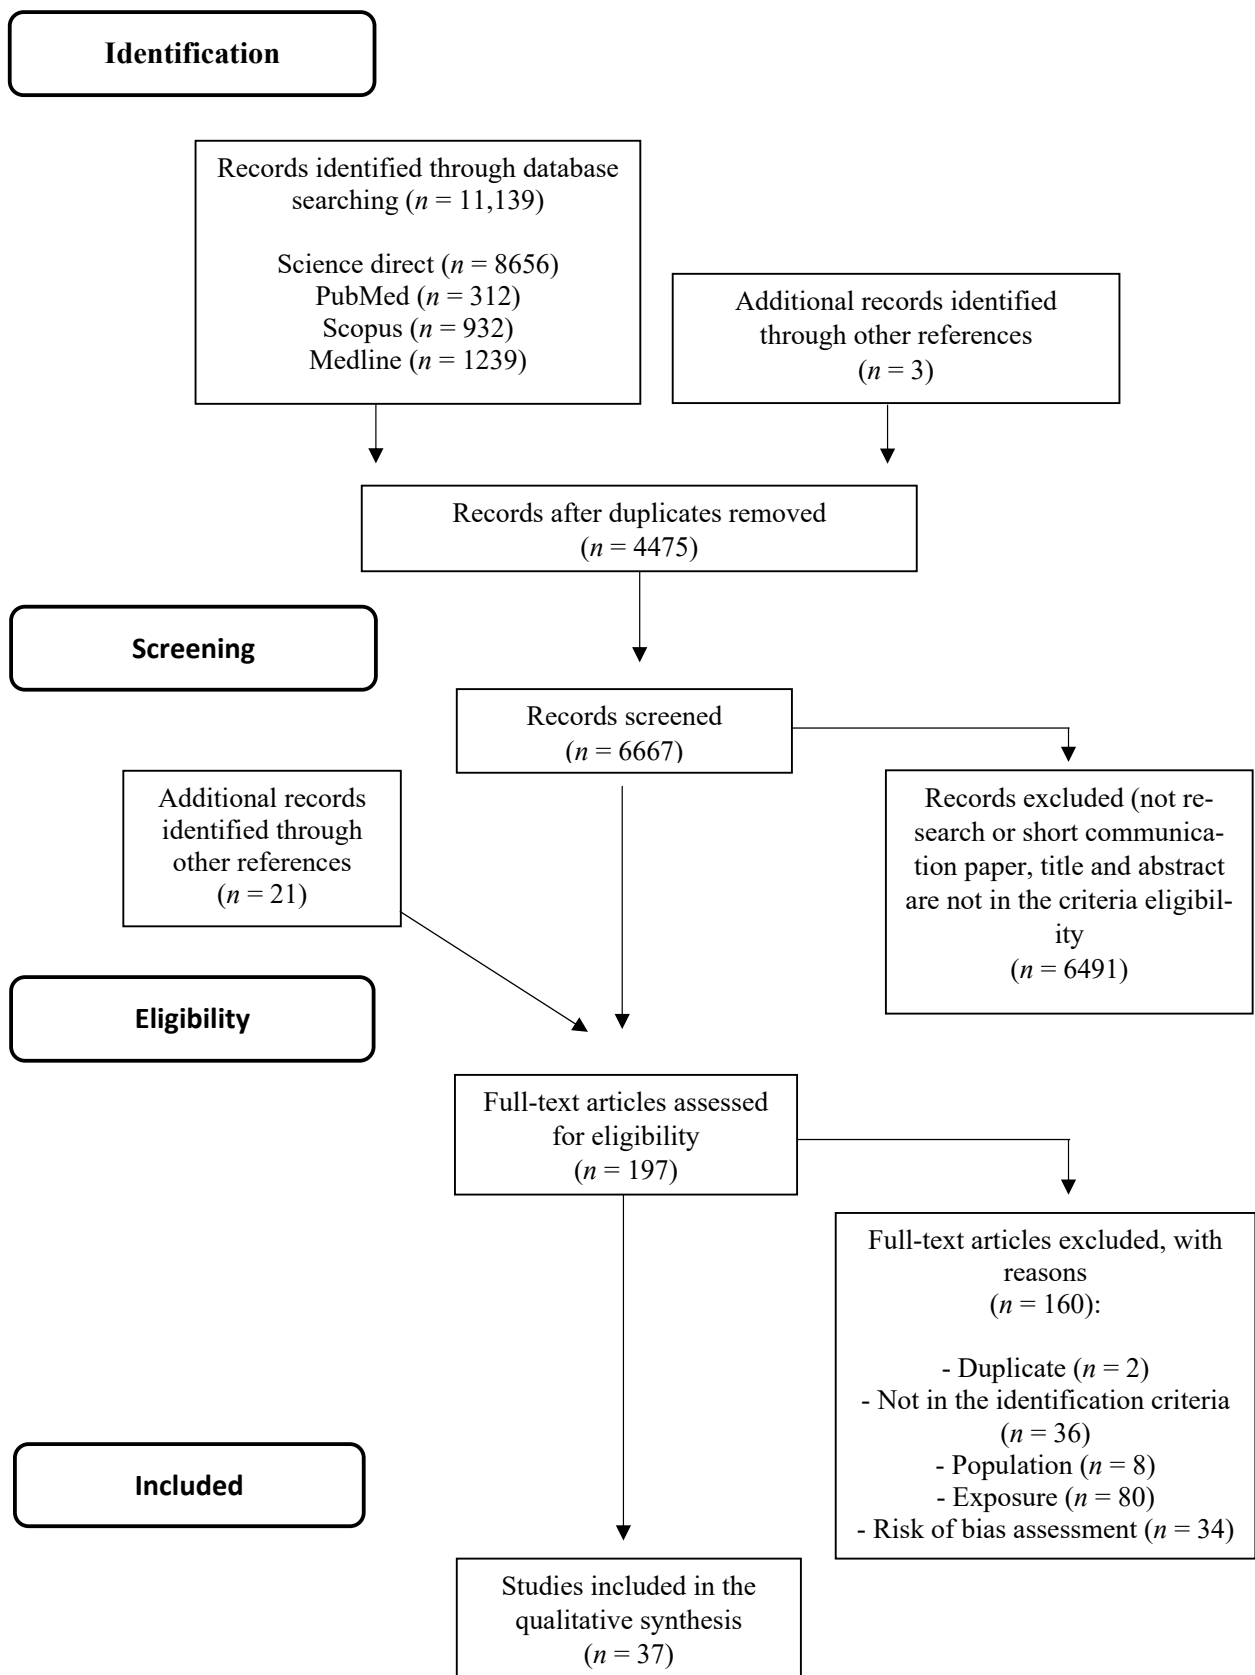 Identification
Records identified through database
searching (n = 11,139)
Science direct (n = 8656)
PubMed (n = 312)
Scopus (n = 932)
Medline (n = 1239)
Additional records identified
through other references
(n = 3)
Records after duplicates removed
(n = 4475)
Screening
Records screened
(n = 6667)
Additional records
identified through
other references
(n = 21)
Records excluded (not re-
search or short communica-
tion paper, title and abstract
are not in the criteria eligibil-
ity
(n = 6491)
Eligibility
Full-text articles assessed
for eligibility
(n = 197)
Full-text articles excluded, with
reasons
(n = 160):
- Duplicate (n = 2)
- Not in the identification criteria
(n = 36)
- Population (n = 8)
- Exposure (n = 80)
- Risk of bias assessment (n = 34)
Included
Studies included in the
qualitative synthesis
(n = 37)